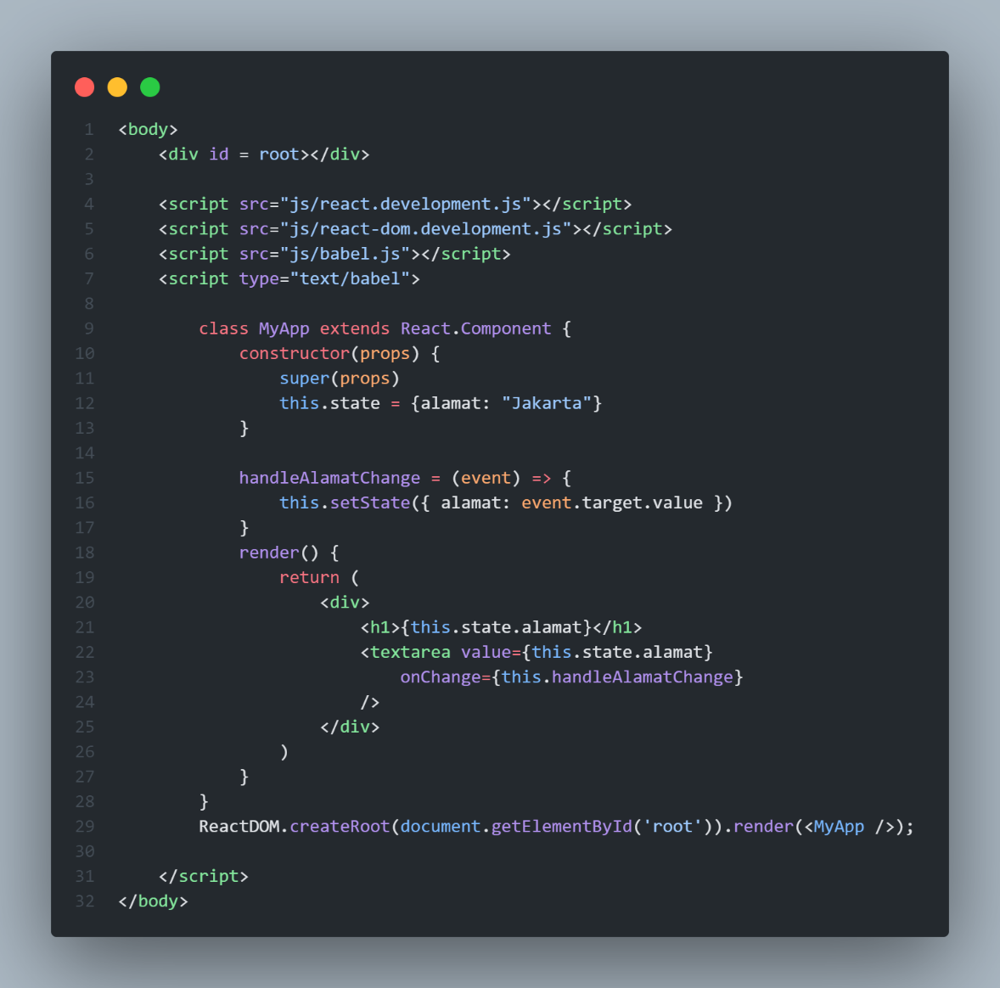 1 <body>
2 <div id = root></div>
3
4 <script src="js/react.development.js"></script>
5 <script src="js/react-dom.development.js"></script>
6 <script src="js/babel.js"></script>
7 <script type="text/babel">
8
9 class MyApp extends React.Component {
10 constructor(props) {
11 super(props)
12 this.state = {alamat: "Jakarta"}
13 }
14
15 handleAlamatChange = (event) => {
16 this.setState({ alamat: event.target.value })
17 }
18 render() {
19 return (
20 <div>
21 <h1>{this.state.alamat}</h1>
22 <textarea value={this.state.alamat}
23 onChange={this.handleAlamatChange}
24 />
25 </div>
26 )
27 }
28 }
29 ReactDOM.createRoot(document.getElementById('root')).render(<MyApp />);
30
31 </script>
32 </body>